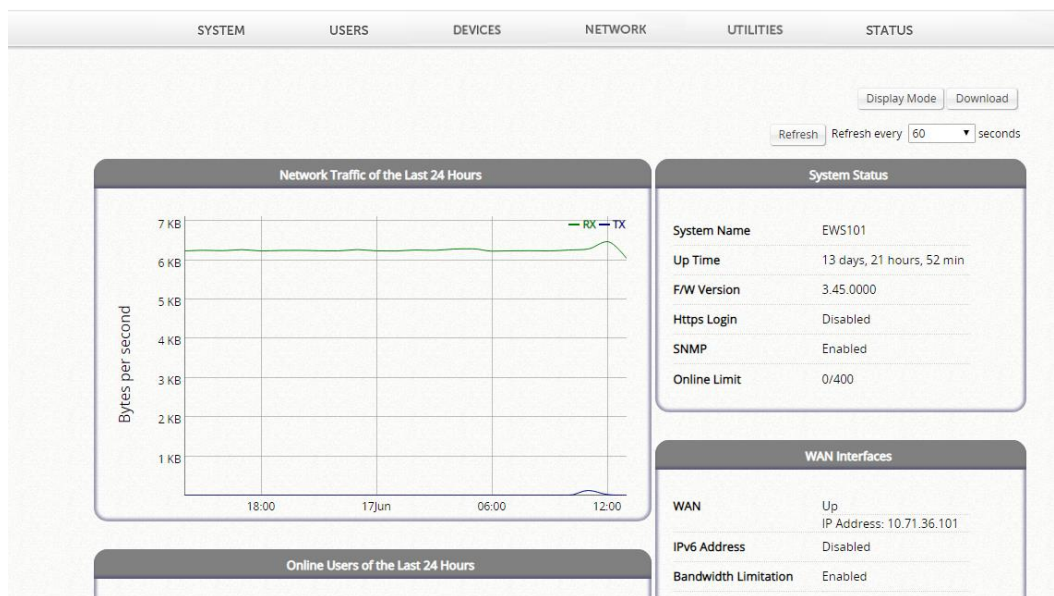 SYSTEM USERS DEVICES NETWORK UTILITIES STATUS
Display Mode Download
Refresh Refresh every 60 seconds
Network Traffic of the Last 24 Hours
RX TX
7 KB
6 KB
5 KB
4 KB
3 KB
2 KB
1 KB
Bytes per second
18:00 17Jun 06:00 12:00
System Status
System Name EWS101
Up Time 13 days, 21 hours, 52 min
F/W Version 3.45.0000
Https Login Disabled
SNMP Enabled
Online Limit 0/400
WAN Interfaces
WAN Up
IP Address: 10.71.36.101
IPv6 Address Disabled
Bandwidth Limitation Enabled
Online Users of the Last 24 Hours